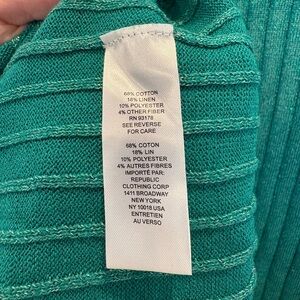 68% COTTON
18% LINEN
10% POLYESTER
4% OTHER FIBER
RN 93178
SEE REVERSE
FOR CARE
68% COTON
18% LIN
10% POLYESTER
4% AUTRES FIBRES
IMPORTÉ PAR:
REPUBLIC
CLOTHING CORP
1411 BROADWAY
NEW YORK
NY 10018 USA
ENTRETIEN
AU VERSO